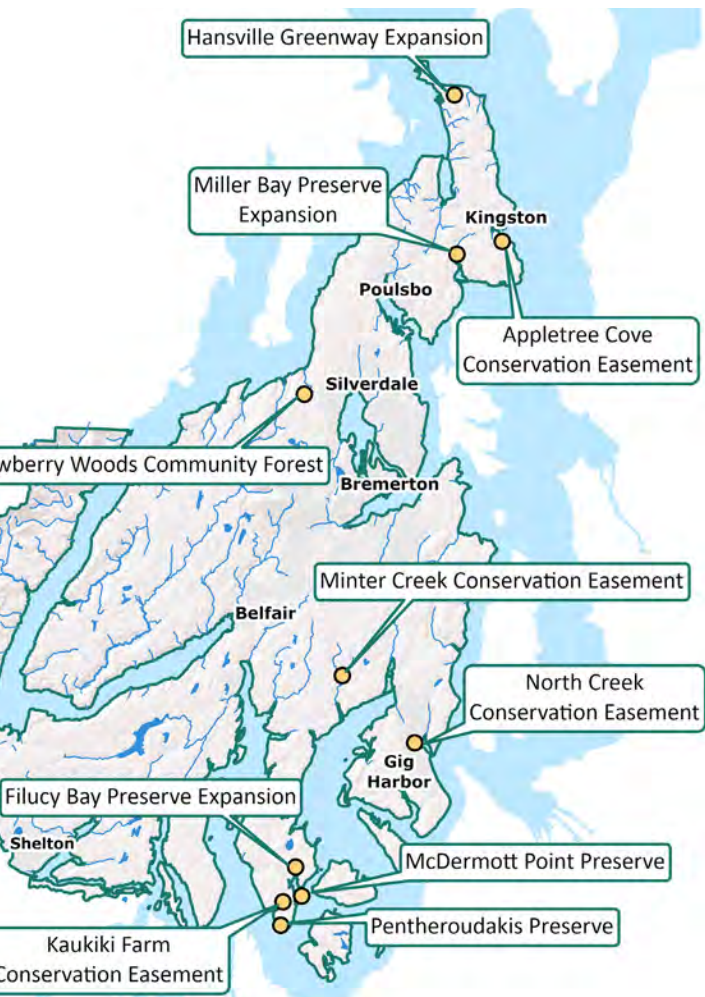 Hansville Greenway Expansion
Miller Bay Preserve
Expansion
Kingston
Poulsbo
Appletree Cove
Conservation Easement
Silverdale
wberry Woods Community Forest
Bremerton
Minter Creek Conservation Easement
Belfair
North Creek
Conservation Easement
Gig
Harbor
Filucy Bay Preserve Expansion
Shelton
McDermott Point Preserve
Pentheroudakis Preserve
Kaukiki Farm
Conservation Easement